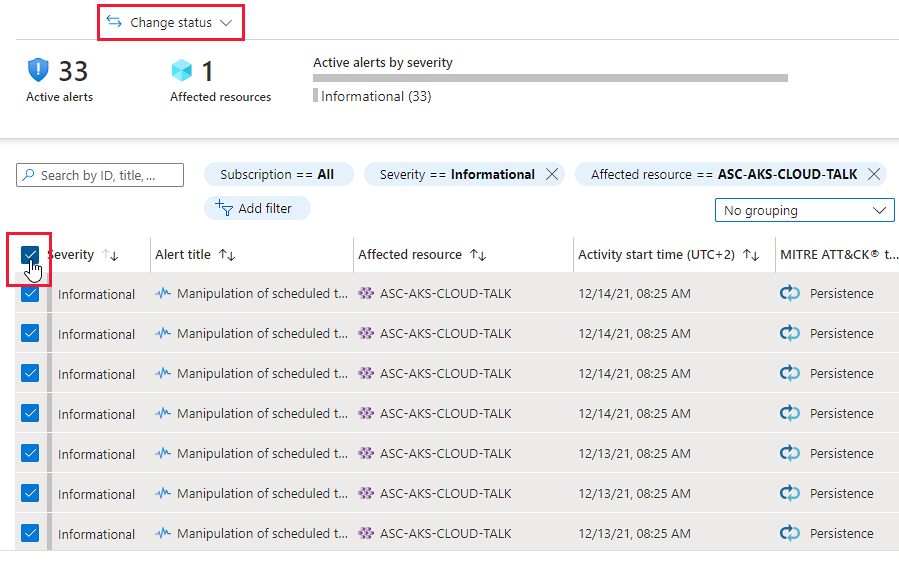 Change status
33
1
Active alerts by severity
Active alerts
Affected resources
Informational (33)
Search by ID, title, ...
Subscription == All
Severity == Informational
Affected resource == ASC-AKS-CLOUD-TALK
Add filter
No grouping
Severity Alert title Affected resource Activity start time (UTC+2) MITRE ATT&CK® t...
Informational Manipulation of scheduled t... ASC-AKS-CLOUD-TALK 12/14/21, 08:25 AM Persistence
Informational Manipulation of scheduled t... ASC-AKS-CLOUD-TALK 12/14/21, 08:25 AM Persistence
Informational Manipulation of scheduled t... ASC-AKS-CLOUD-TALK 12/14/21, 08:25 AM Persistence
Informational Manipulation of scheduled t... ASC-AKS-CLOUD-TALK 12/14/21, 08:25 AM Persistence
Informational Manipulation of scheduled t... ASC-AKS-CLOUD-TALK 12/13/21, 08:25 AM Persistence
Informational Manipulation of scheduled t... ASC-AKS-CLOUD-TALK 12/13/21, 08:25 AM Persistence
Informational Manipulation of scheduled t... ASC-AKS-CLOUD-TALK 12/13/21, 08:25 AM Persistence